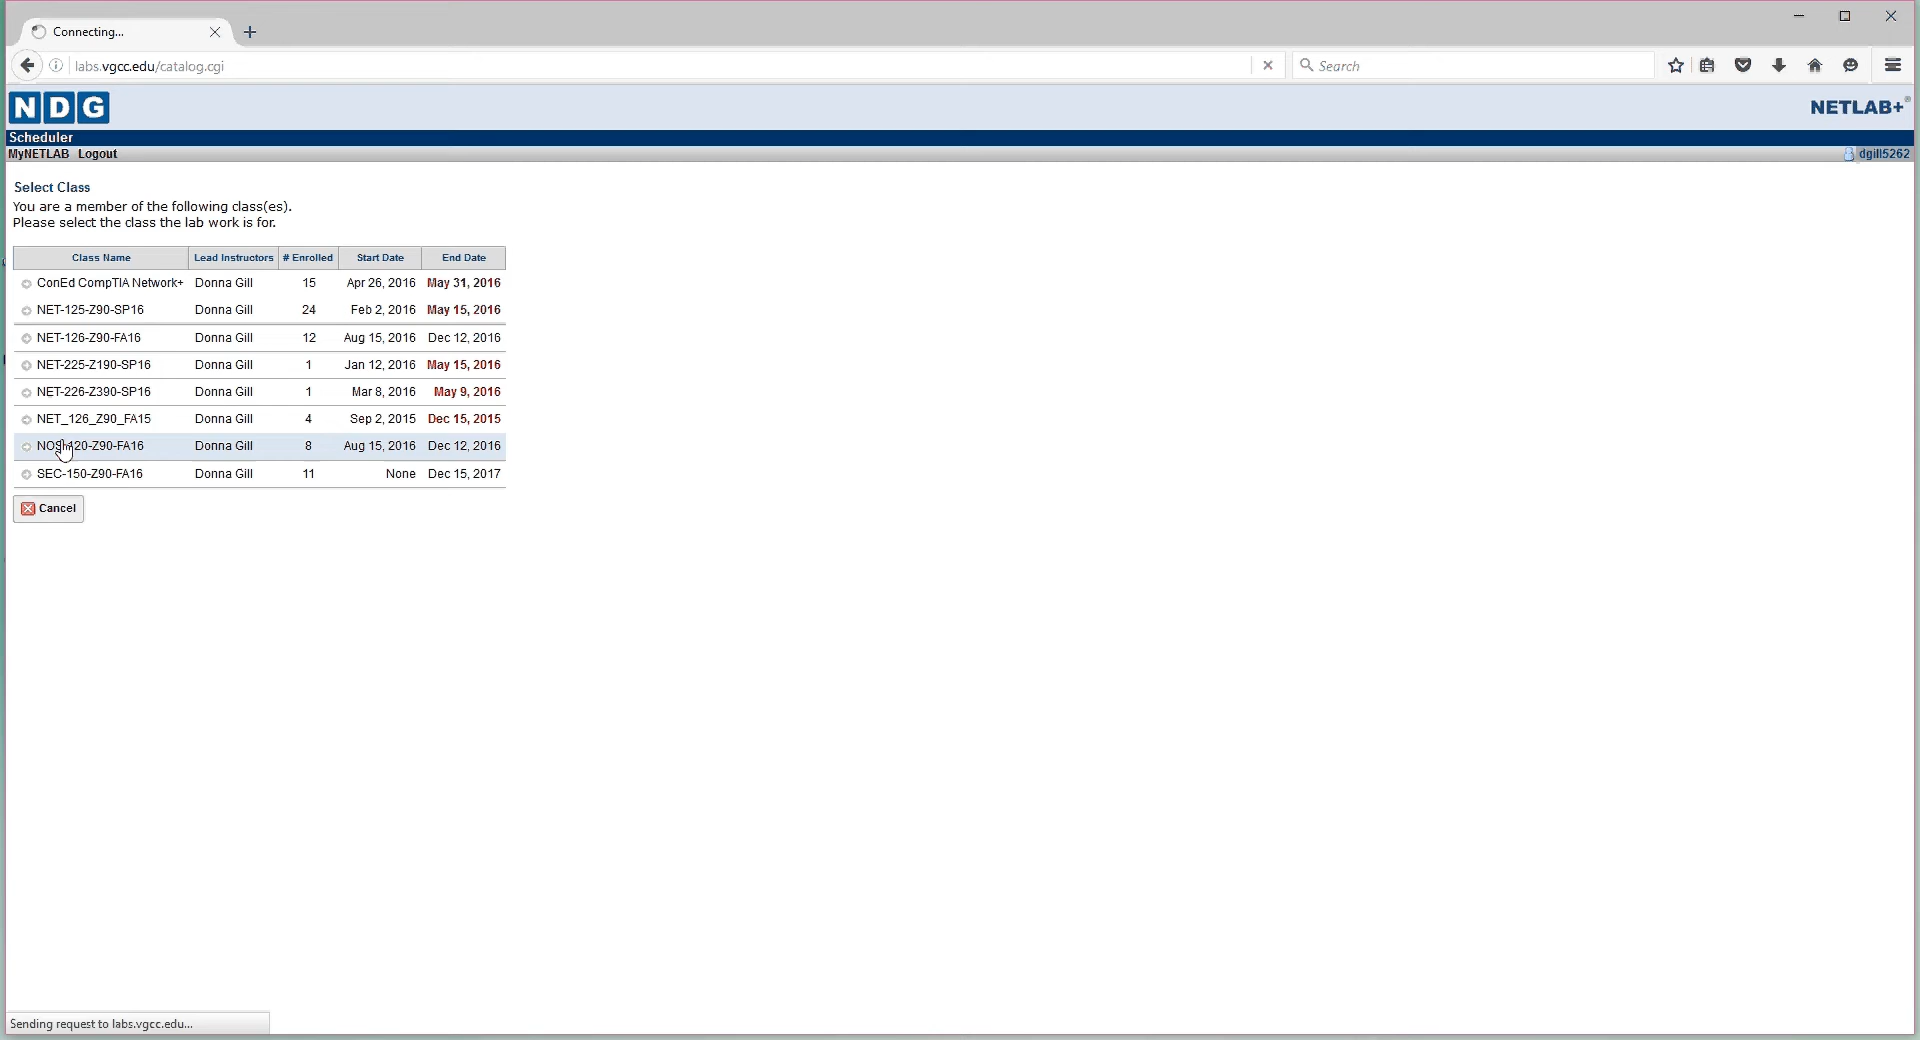 Connecting...
labs.vgcc.edu/catalog.cgi
Search
NDG
NETLAB+®
Scheduler
MyNETLAB Logout
dgill5262
Select Class
You are a member of the following class(es).
Please select the class the lab work is for.
Class Name Lead Instructors # Enrolled Start Date End Date
ConEd CompTIA Network+ Donna Gill 15 Apr 26, 2016 May 31, 2016
NET-125-Z90-SP16 Donna Gill 24 Feb 2, 2016 May 15, 2016
NET-126-Z90-FA16 Donna Gill 12 Aug 15, 2016 Dec 12, 2016
NET-225-Z190-SP16 Donna Gill 1 Jan 12, 2016 May 15, 2016
NET-226-Z390-SP16 Donna Gill 1 Mar 8, 2016 May 9, 2016
NET_126_Z90_FA15 Donna Gill 4 Sep 2, 2015 Dec 15, 2015
NOS-120-Z90-FA16 Donna Gill 8 Aug 15, 2016 Dec 12, 2016
SEC-150-Z90-FA16 Donna Gill 11 None Dec 15, 2017
Cancel
Sending request to labs.vgcc.edu...